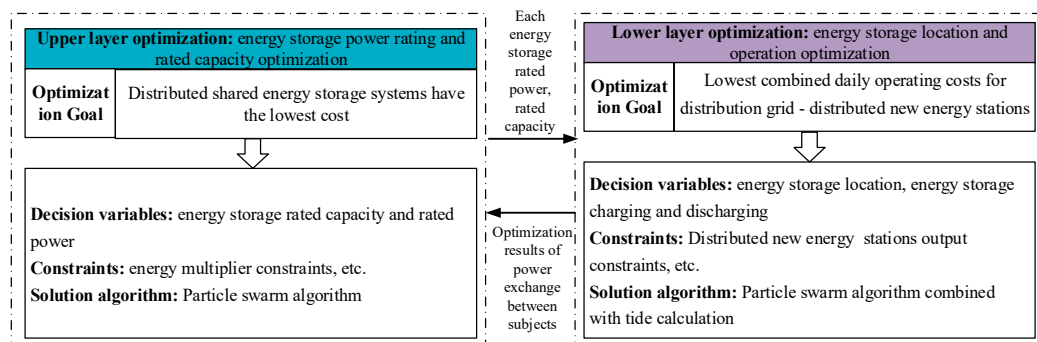 Upper layer optimization: energy storage power rating and
rated capacity optimization
Optimizat
ion Goal
Distributed shared energy storage systems have
the lowest cost
Decision variables: energy storage rated capacity and rated
power
Constraints: energy multiplier constraints, etc.
Solution algorithm: Particle swarm algorithm
Each
energy
storage
rated
power,
rated
capacity
Optimization
results of
power
exchange
between
subjects
Lower layer optimization: energy storage location and
operation optimization
Optimizat
ion Goal
Lowest combined daily operating costs for
distribution grid - distributed new energy stations
Decision variables: energy storage location, energy storage
charging and discharging
Constraints: Distributed new energy stations output
constraints, etc.
Solution algorithm: Particle swarm algorithm combined
with tide calculation